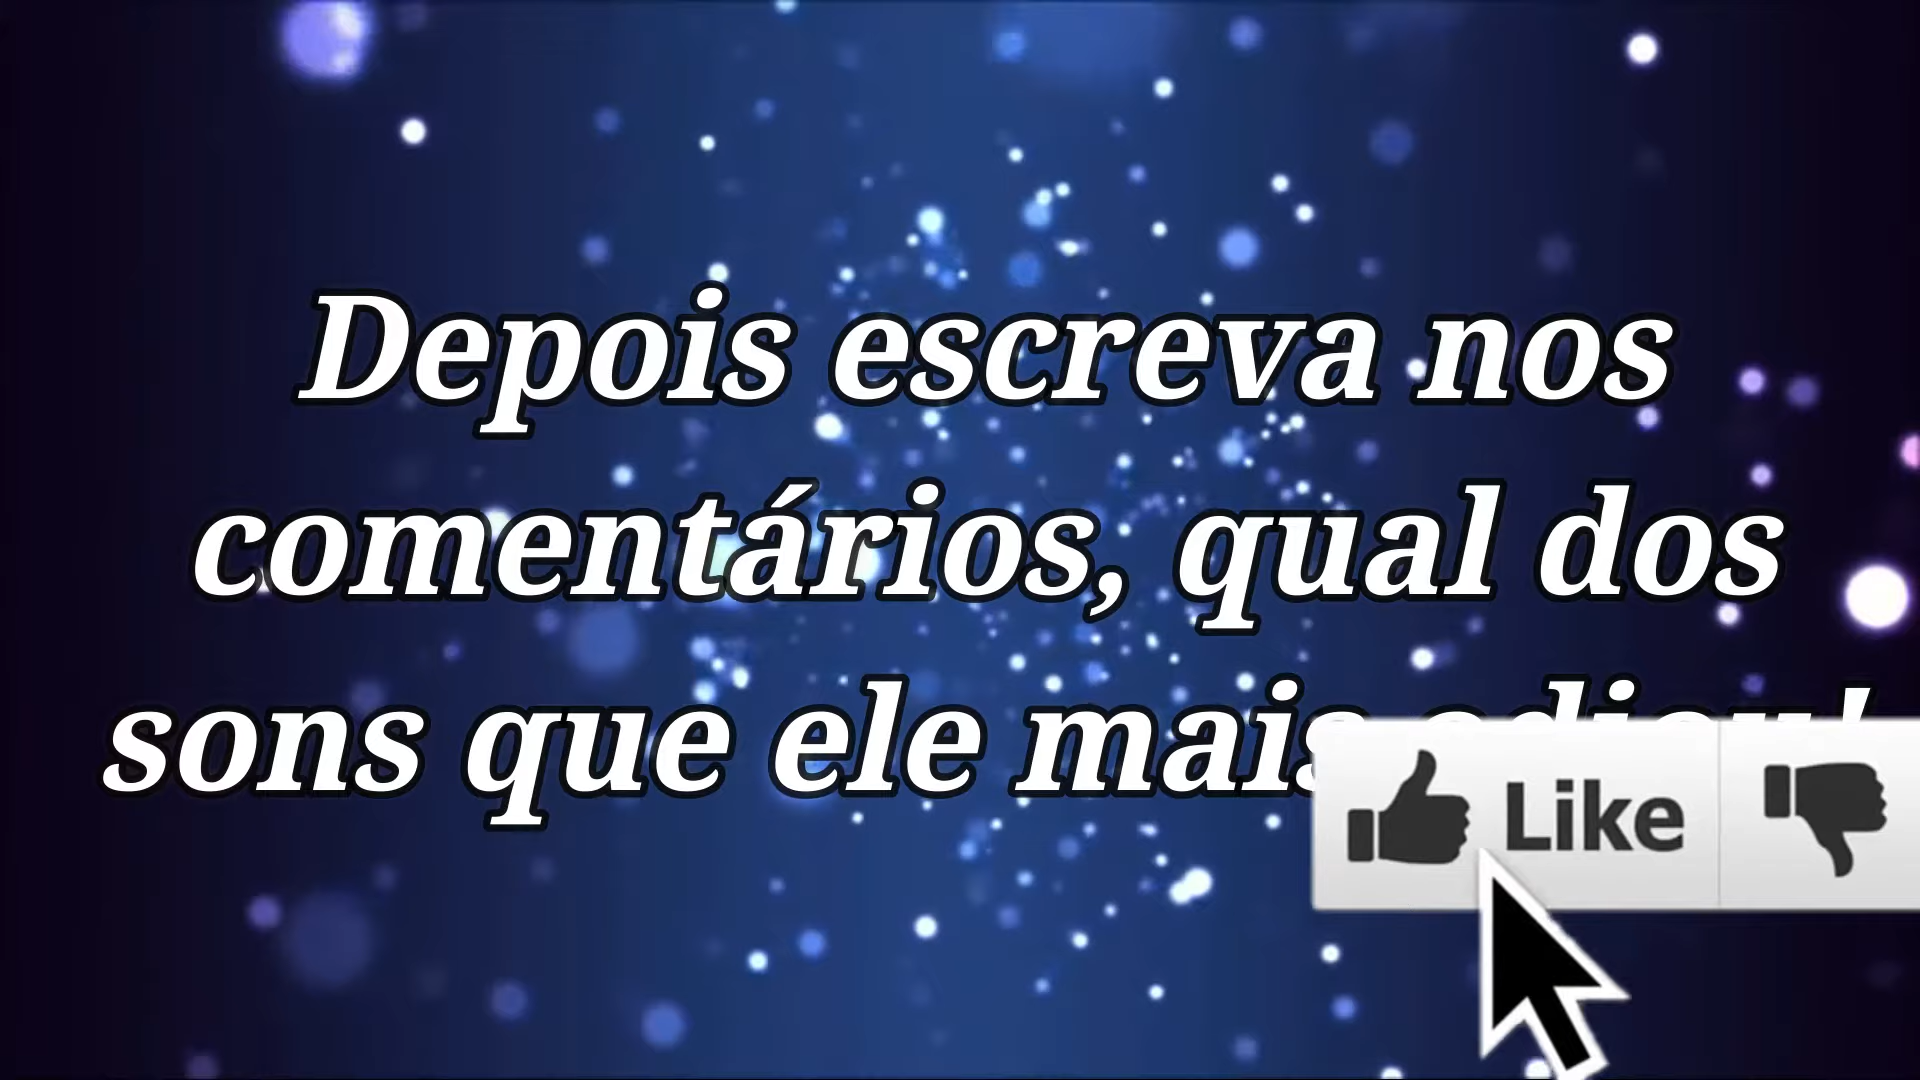 Depois escreva nos
comentários, qual dos
sons que ele mais
Like